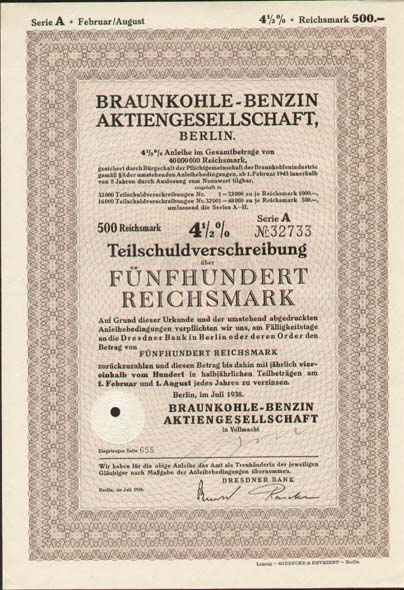 Serie A • Februar/August 4½% • Reichsmark 500.—
BRAUNKOHLE-BENZIN
AKTIENGESELLSCHAFT,
BERLIN.
4½% Anleihe im Gesamtbetrage von
40000000 Reichsmark,
gesichert durch Bürgschaft der Pflichtgemeinschaft der Braunkohlenindustrie
gemäß § 8 der umstehenden Anleihebedingungen, ab 1. Februar 1943 innerhalb
von 8 Jahren durch Auslosung zum Nennwert tilgbar,
eingeteilt in
32000 Teilschuldverschreibungen Nr. 1—32000 zu je Reichsmark 1000.—,
16000 Teilschuldverschreibungen Nr. 32001—48000 zu je Reichsmark 500.—,
umfassend die Serien A—H.
Serie A
500 Reichsmark 4½% № 32733
Teilschuldverschreibung
über
FÜNFHUNDERT
REICHSMARK
Auf Grund dieser Urkunde und der umstehend abgedruckten
Anleihebedingungen verpflichten wir uns, am Fälligkeitstage
an die Dresdner Bank in Berlin oder deren Order den
Betrag von
FÜNFHUNDERT REICHSMARK
zurückzuzahlen und diesen Betrag bis dahin mit jährlich vier-
einhalb vom Hundert in halbjährlichen Teilbeträgen am
1. Februar und 1. August jedes Jahres zu verzinsen.
Berlin, im Juli 1938.
BRAUNKOHLE-BENZIN
AKTIENGESELLSCHAFT
in Vollmacht
Eingetragen Seite 655
Wir haben für die obige Anleihe das Amt als Treuhänderin der jeweiligen
Gläubiger nach Maßgabe der Anleihebedingungen übernommen.
DRESDNER BANK
Berlin, im Juli 1938.
Leipzig — GIESECKE & DEVRIENT — Berlin